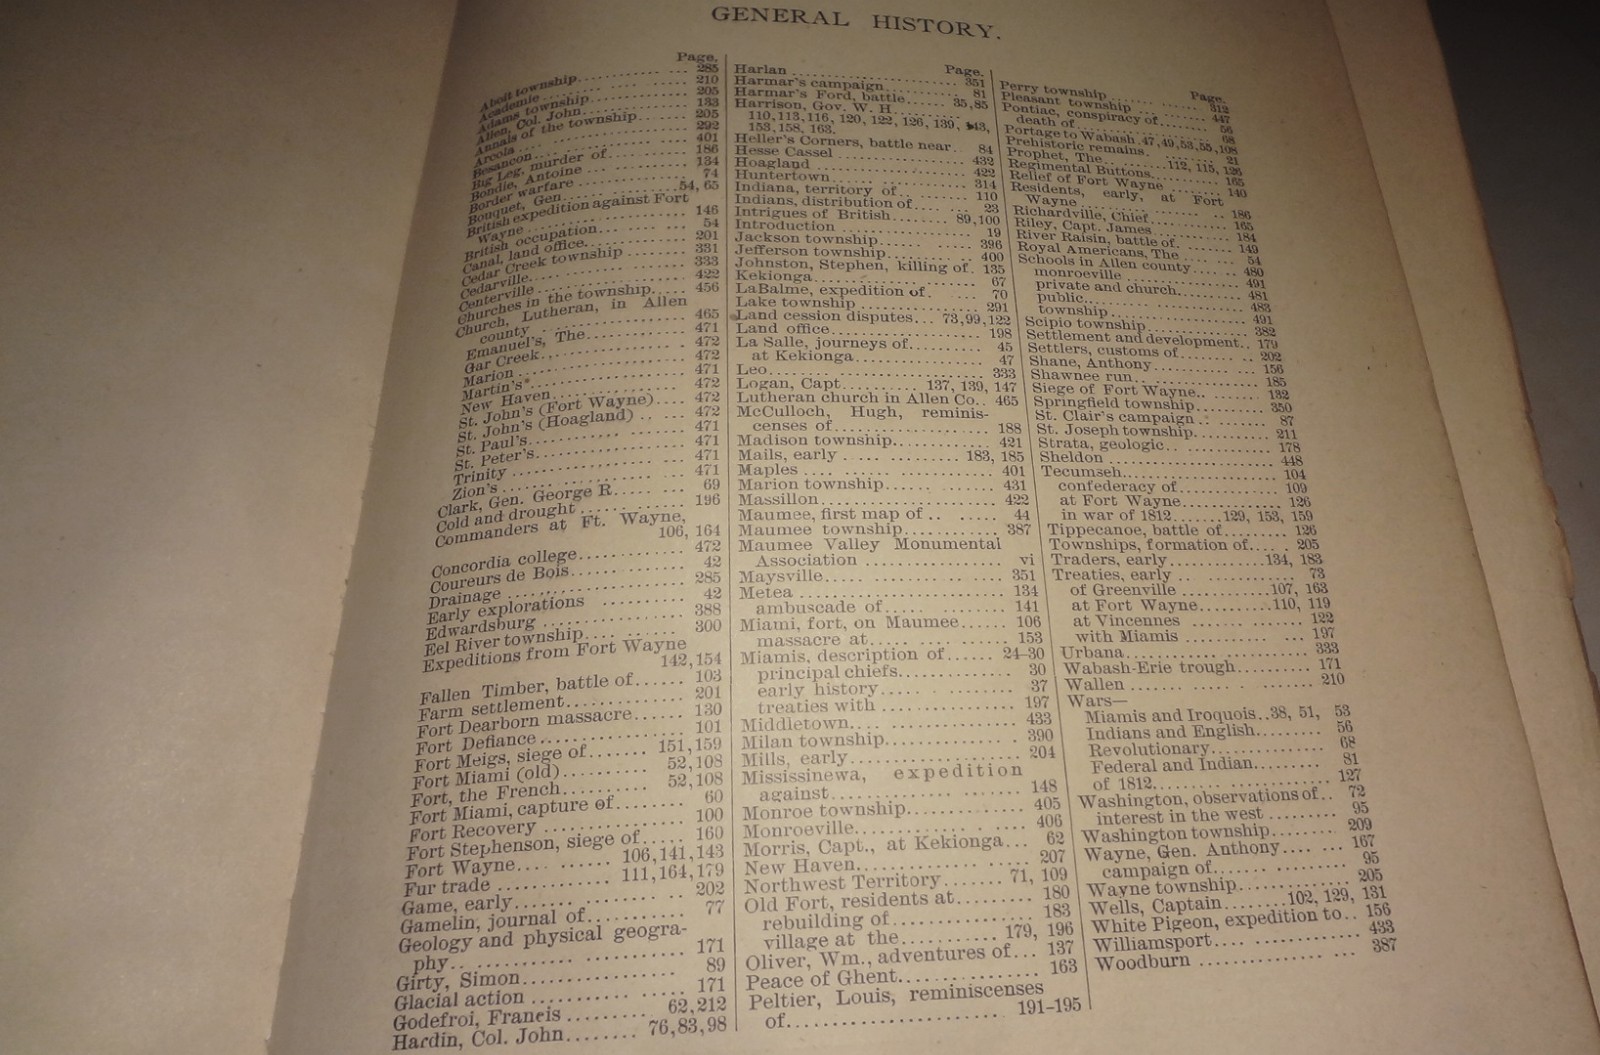 GENERAL HISTORY.
Page.
Aboit township 285
Academie 210
Adams township 205
Allen, Col. John 133
Annals of the township 205
Arcola 292
Besancon 401
Big Leg, murder of 186
Bondie, Antoine 134
Border warfare 74
Bouquet, Gen. 54, 65
British expedition against Fort
Wayne 146
British occupation 54
Canal, land office 201
Cedar Creek township 331
Cedarville 333
Centerville 422
Churches in the township 456
Church, Lutheran, in Allen
county 465
Emanuel's, The 471
Gar Creek 472
Marion 472
Martin's 471
New Haven 472
St. John's (Fort Wayne) 472
St. John's (Hoagland) 472
St. Paul's 471
St. Peter's 471
Trinity 471
Zion's 471
Clark, Gen. George R. 69
Cold and drought 196
Commanders at Ft. Wayne,
106, 164
Concordia college 472
Coureurs de Bois 42
Drainage 285
Early explorations 42
Edwardsburg 388
Eel River township 300
Expeditions from Fort Wayne
142,154
Fallen Timber, battle of 103
Farm settlement 201
Fort Dearborn massacre 130
Fort Defiance 101
Fort Meigs, siege of 151,159
Fort Miami (old) 52,108
Fort, the French 52,108
Fort Miami, capture of 60
Fort Recovery 100
Fort Stephenson, siege of 160
Fort Wayne 106,141,143
Fur trade 111,164,179
Game, early 202
Gamelin, journal of 77
Geology and physical geogra-
phy 171
Girty, Simon 89
Glacial action 171
Godefroi, Francis 62,212
Hardin, Col. John 76,83,98
Page.
Harlan 351
Harmar's campaign 81
Harmar's Ford, battle 35,85
Harrison, Gov. W. H.
110,113,116, 120, 122, 126, 139, 143,
153,158, 163.
Heller's Corners, battle near 84
Hesse Cassel 432
Hoagland 422
Huntertown 314
Indiana, territory of 110
Indians, distribution of 23
Intrigues of British 89,100
Introduction 19
Jackson township 396
Jefferson township 400
Johnston, Stephen, killing of 135
Kekionga 67
LaBalme, expedition of 70
Lake township 291
Land cession disputes 73,99,122
Land office 198
La Salle, journeys of 45
at Kekionga 47
Leo 333
Logan, Capt 137, 139, 147
Lutheran church in Allen Co. 465
McCulloch, Hugh, reminis-
censes of 188
Madison township 421
Mails, early 183, 185
Maples 401
Marion township 431
Massillon 422
Maumee, first map of 44
Maumee township 387
Maumee Valley Monumental
Association vi
Maysville 351
Metea 134
ambuscade of 141
Miami, fort, on Maumee 106
massacre at 153
Miamis, description of 24-30
principal chiefs 30
early history 37
treaties with 197
Middletown 433
Milan township 390
Mills, early 204
Mississinewa, expedition
against 148
Monroe township 405
Monroeville 406
Morris, Capt., at Kekionga 62
New Haven 207
Northwest Territory 71, 109
Old Fort, residents at 180
rebuilding of 183
village at the 179, 196
Oliver, Wm., adventures of 137
Peace of Ghent 163
Peltier, Louis, reminiscenses
of 191-195
Page.
Perry township 312
Pleasant township 447
Pontiac, conspiracy of 56
death of 68
Portage to Wabash 47,49,53,55,108
Prehistoric remains 21
Prophet, The 112, 115, 126
Regimental Buttons 165
Relief of Fort Wayne 140
Residents, early, at Fort
Wayne 186
Richardville, Chief 165
Riley, Capt. James 184
River Raisin, battle of 149
Royal Americans, The 54
Schools in Allen county 480
monroeville 491
private and church 481
public 483
township 491
Scipio township 382
Settlement and development 179
Settlers, customs of 202
Shane, Anthony 156
Shawnee run 185
Siege of Fort Wayne 132
Springfield township 350
St. Clair's campaign 87
St. Joseph township 211
Strata, geologic 178
Sheldon 448
Tecumseh 104
confederacy of 109
at Fort Wayne 126
in war of 1812 129, 153, 159
Tippecanoe, battle of 126
Townships, formation of 205
Traders, early 134, 183
Treaties, early 73
of Greenville 107, 163
at Fort Wayne 110, 119
at Vincennes 122
with Miamis 197
Urbana 333
Wabash-Erie trough 171
Wallen 210
Wars—
Miamis and Iroquois 38, 51, 53
Indians and English 56
Revolutionary 68
Federal and Indian 81
of 1812 127
Washington, observations of 72
interest in the west 95
Washington township 209
Wayne, Gen. Anthony 167
campaign of 95
Wayne township 205
Wells, Captain 102, 129, 131
White Pigeon, expedition to 156
Williamsport 433
Woodburn 387